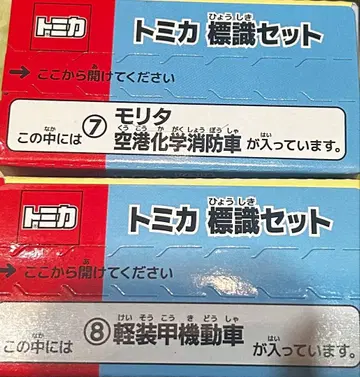 トミカ
トミカ 標識セット
ひょう しき
→ ここから開けてください
あ
この中には
なか
⑦
モリタ
空港化学消防車
くう こう か がく しょう ぼう しゃ
が入っています。
はい
トミカ
トミカ 標識セット
ひょう しき
→ ここから開けてください
あ
この中には
なか
⑧軽装甲機動車
けい そう こう き どう しゃ
が入っています。
はい